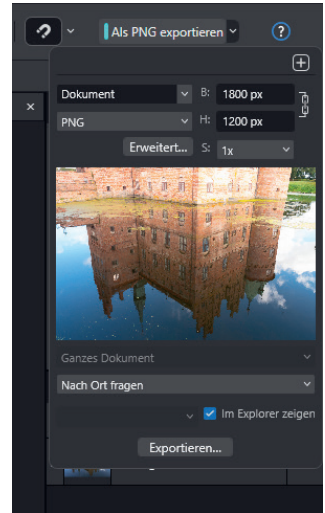 Als PNG exportieren
?
×
Dokument B: 1800 px
PNG H: 1200 px
Erweitert... S: 1x
Ganzes Dokument
Nach Ort fragen
Im Explorer zeigen
Exportieren...